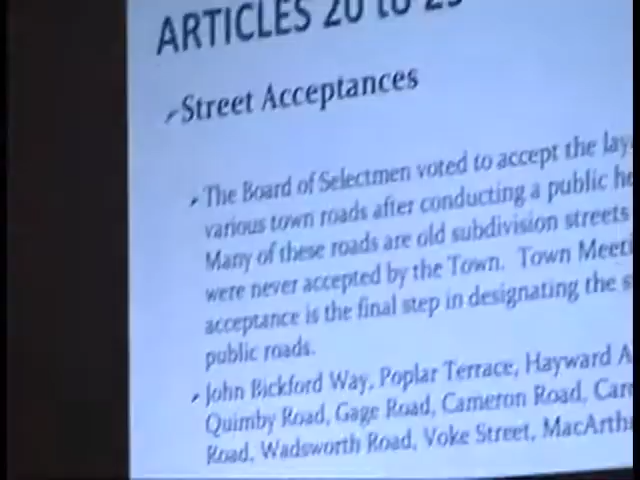 ARTICLES 20 to
Street Acceptances
The Board of Selectmen voted to accept the
various town roads after conducting a public
Many of these roads are old subdivision streets
were never accepted by the Town. Town
acceptance is the final step in designating the
public roads.
John Bickford Way, Poplar Terrace, Hayward
Quimby Road, Gage Road, Cameron Road,
Road, Wadsworth Road, Voke Street,